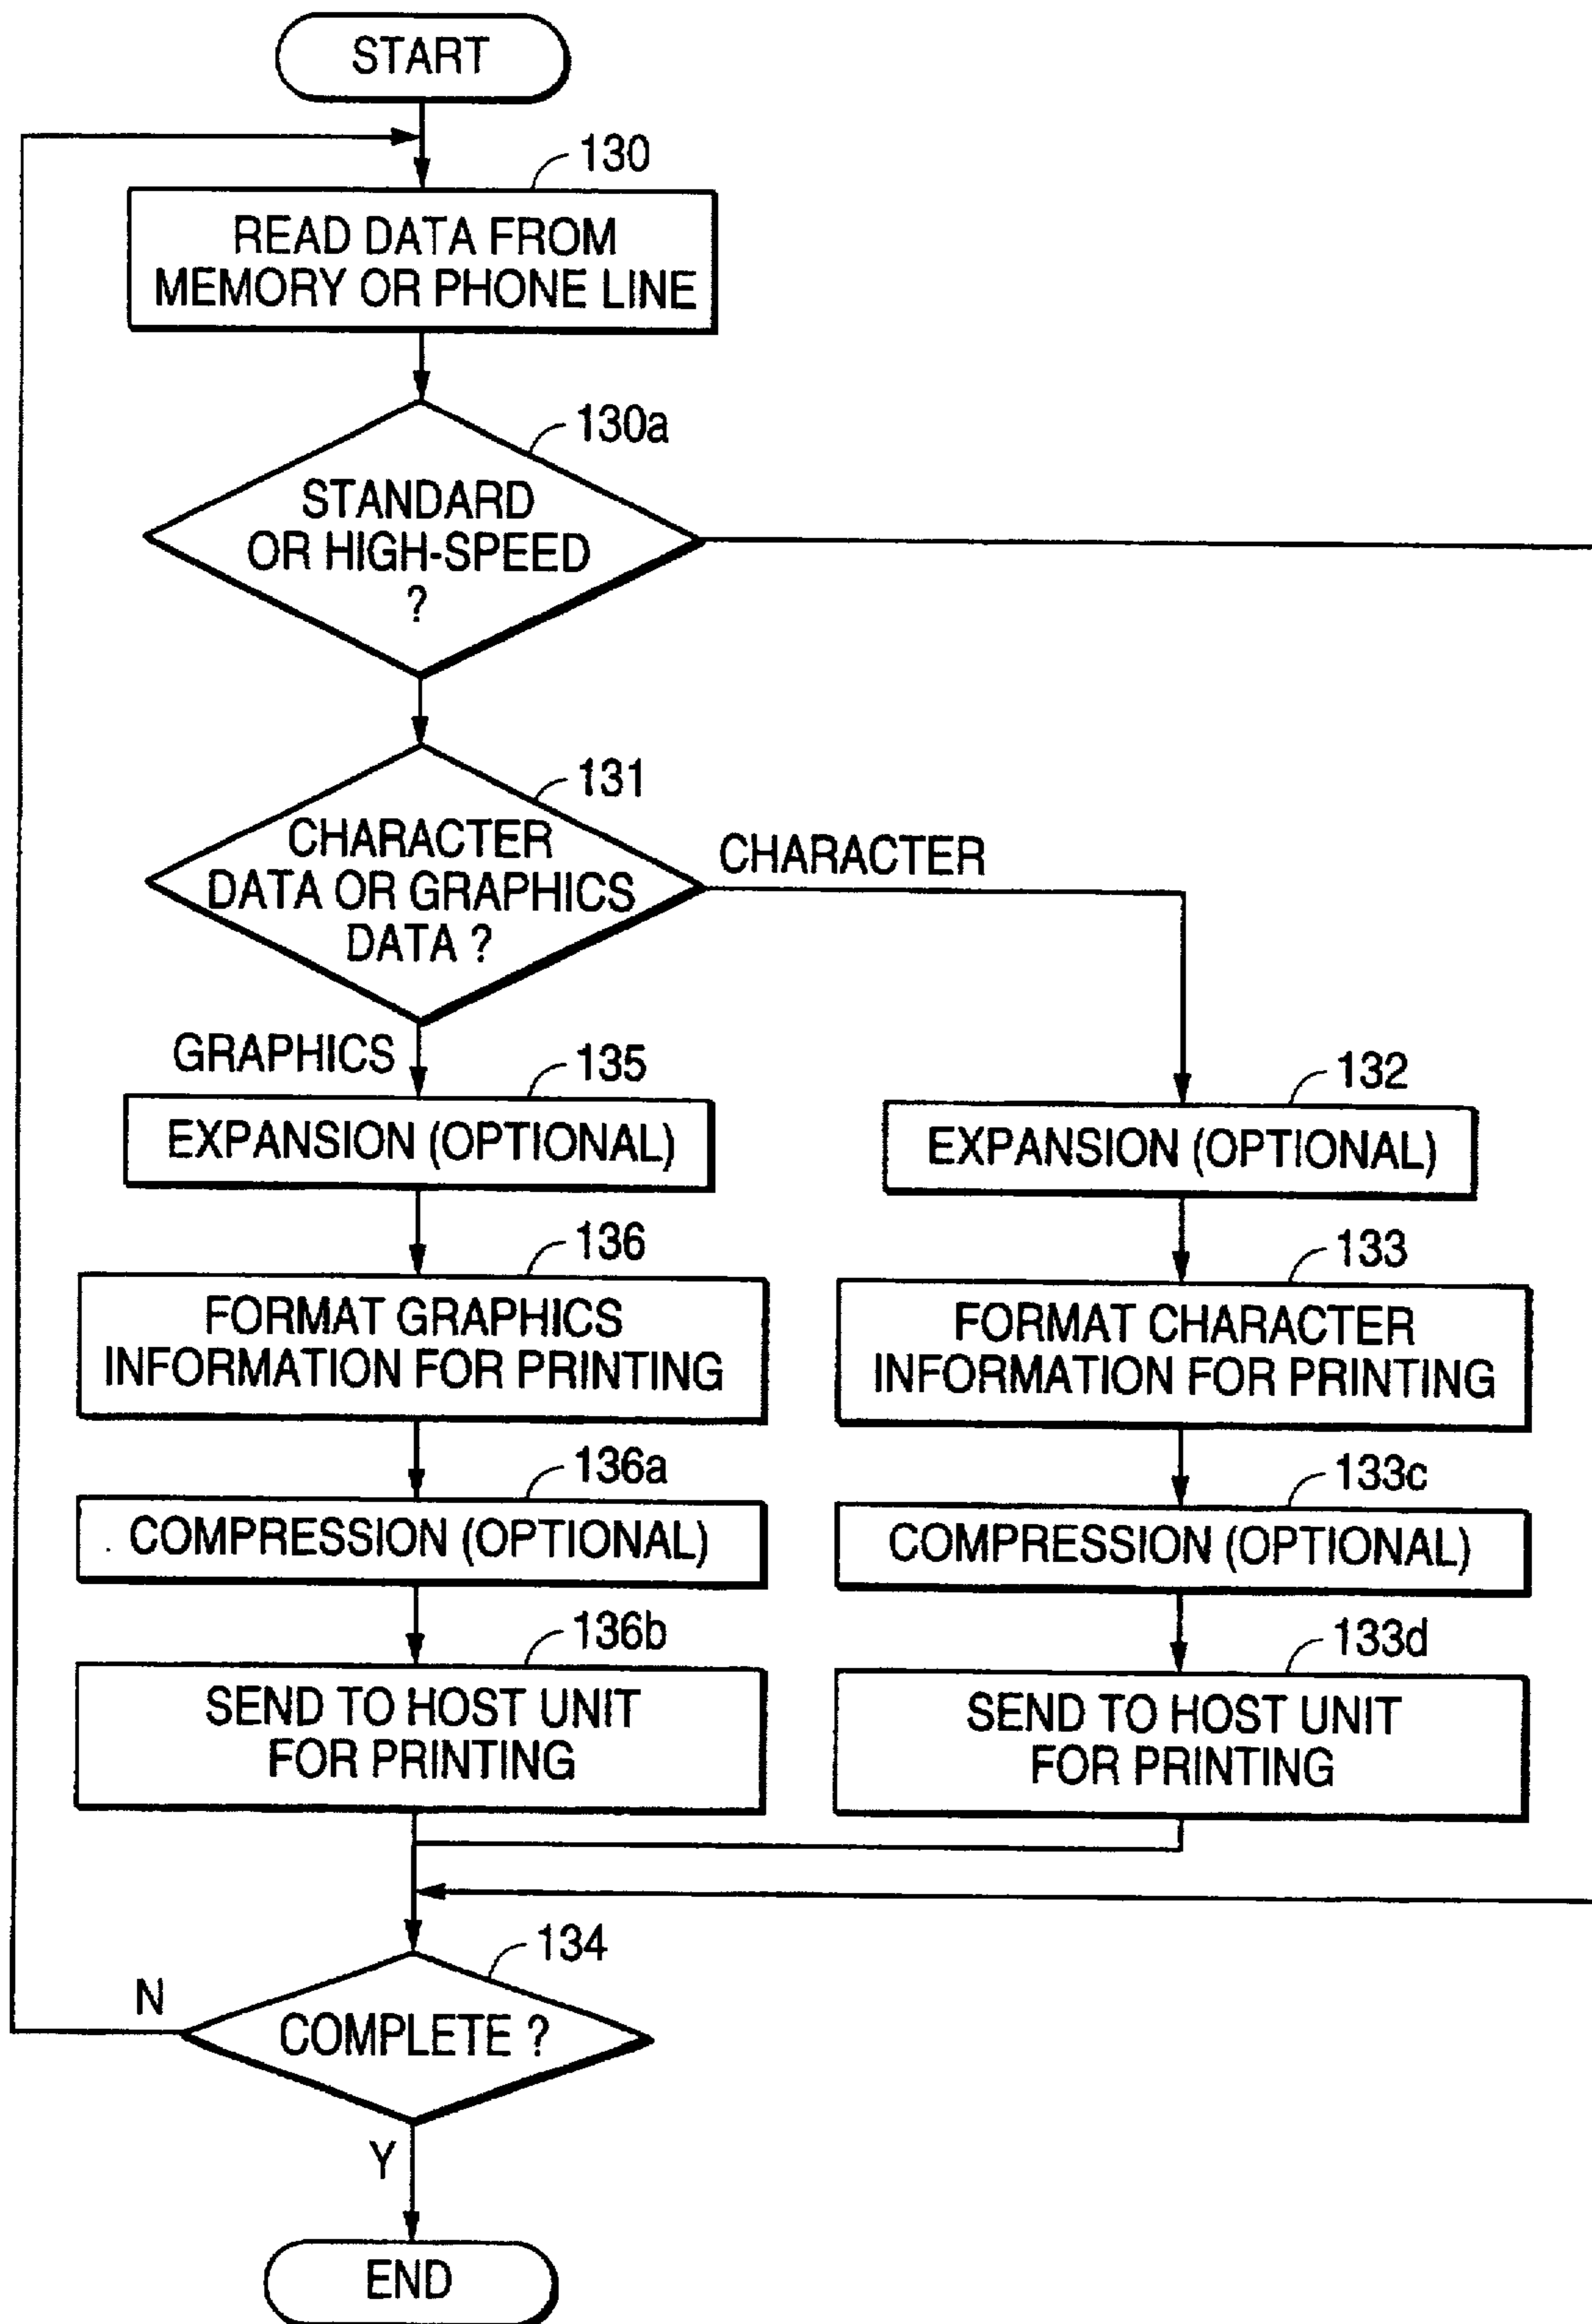 START
130
READ DATA FROM
MEMORY OR PHONE LINE
130a
STANDARD
OR HIGH-SPEED
?
131
CHARACTER
DATA OR GRAPHICS
DATA ?
CHARACTER
GRAPHICS
135
EXPANSION (OPTIONAL)
132
EXPANSION (OPTIONAL)
136
FORMAT GRAPHICS
INFORMATION FOR PRINTING
133
FORMAT CHARACTER
INFORMATION FOR PRINTING
136a
COMPRESSION (OPTIONAL)
133c
COMPRESSION (OPTIONAL)
136b
SEND TO HOST UNIT
FOR PRINTING
133d
SEND TO HOST UNIT
FOR PRINTING
134
COMPLETE ?
N
Y
END